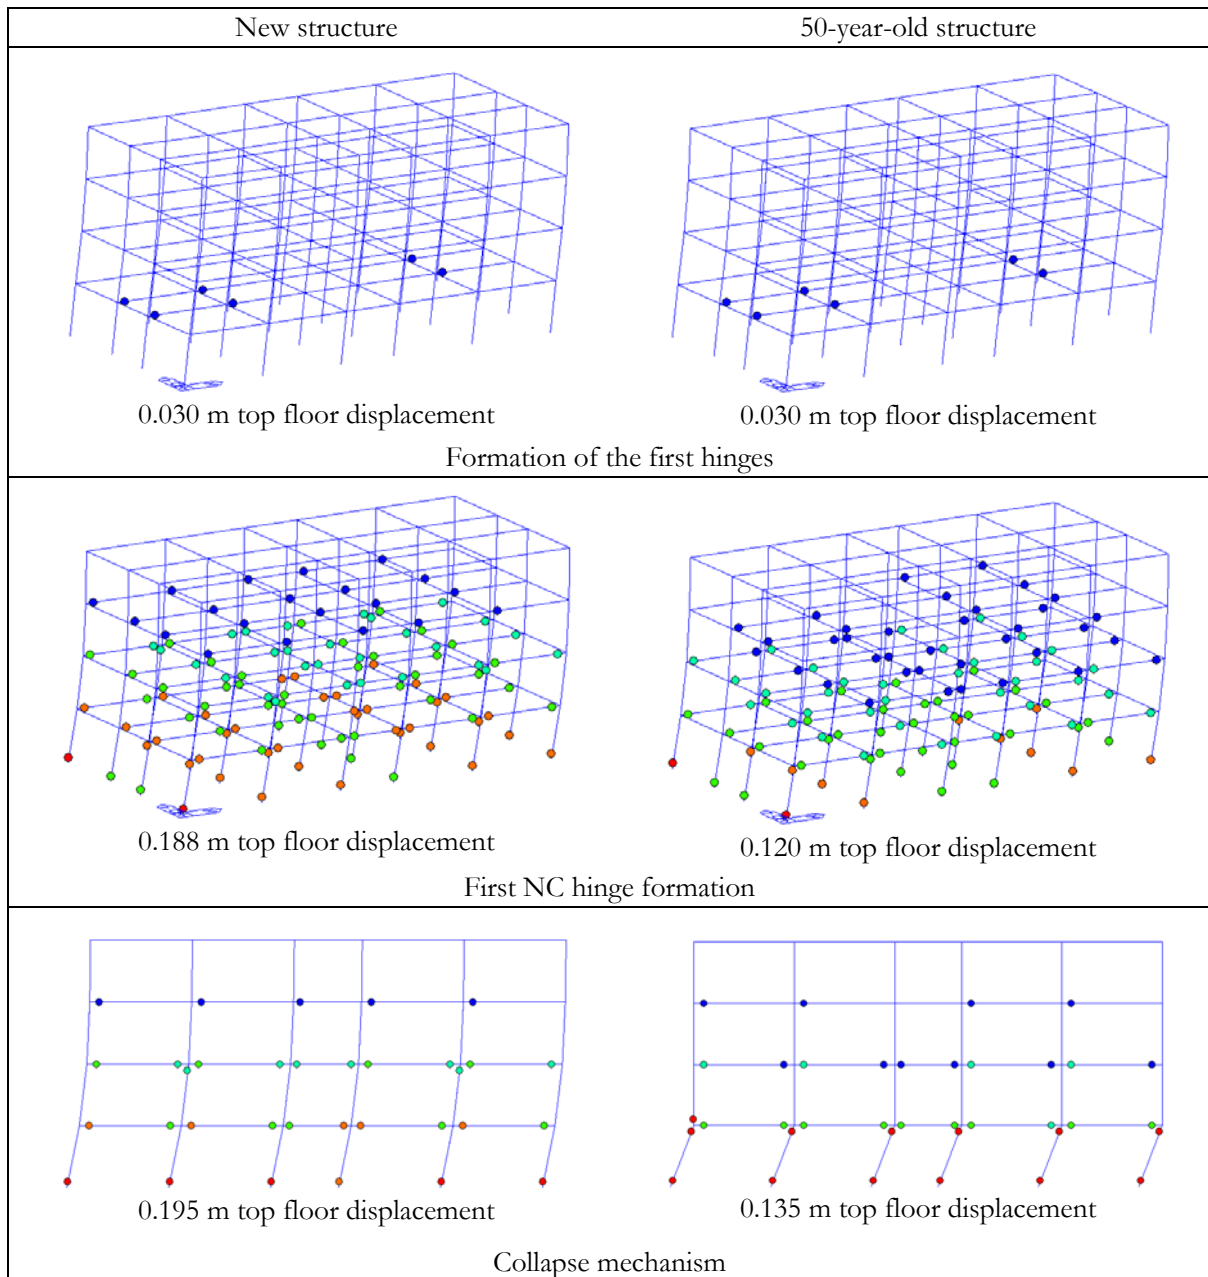 New structure
50-year-old structure
0.030 m top floor displacement
0.030 m top floor displacement
Formation of the first hinges
0.188 m top floor displacement
0.120 m top floor displacement
First NC hinge formation
0.195 m top floor displacement
0.135 m top floor displacement
Collapse mechanism